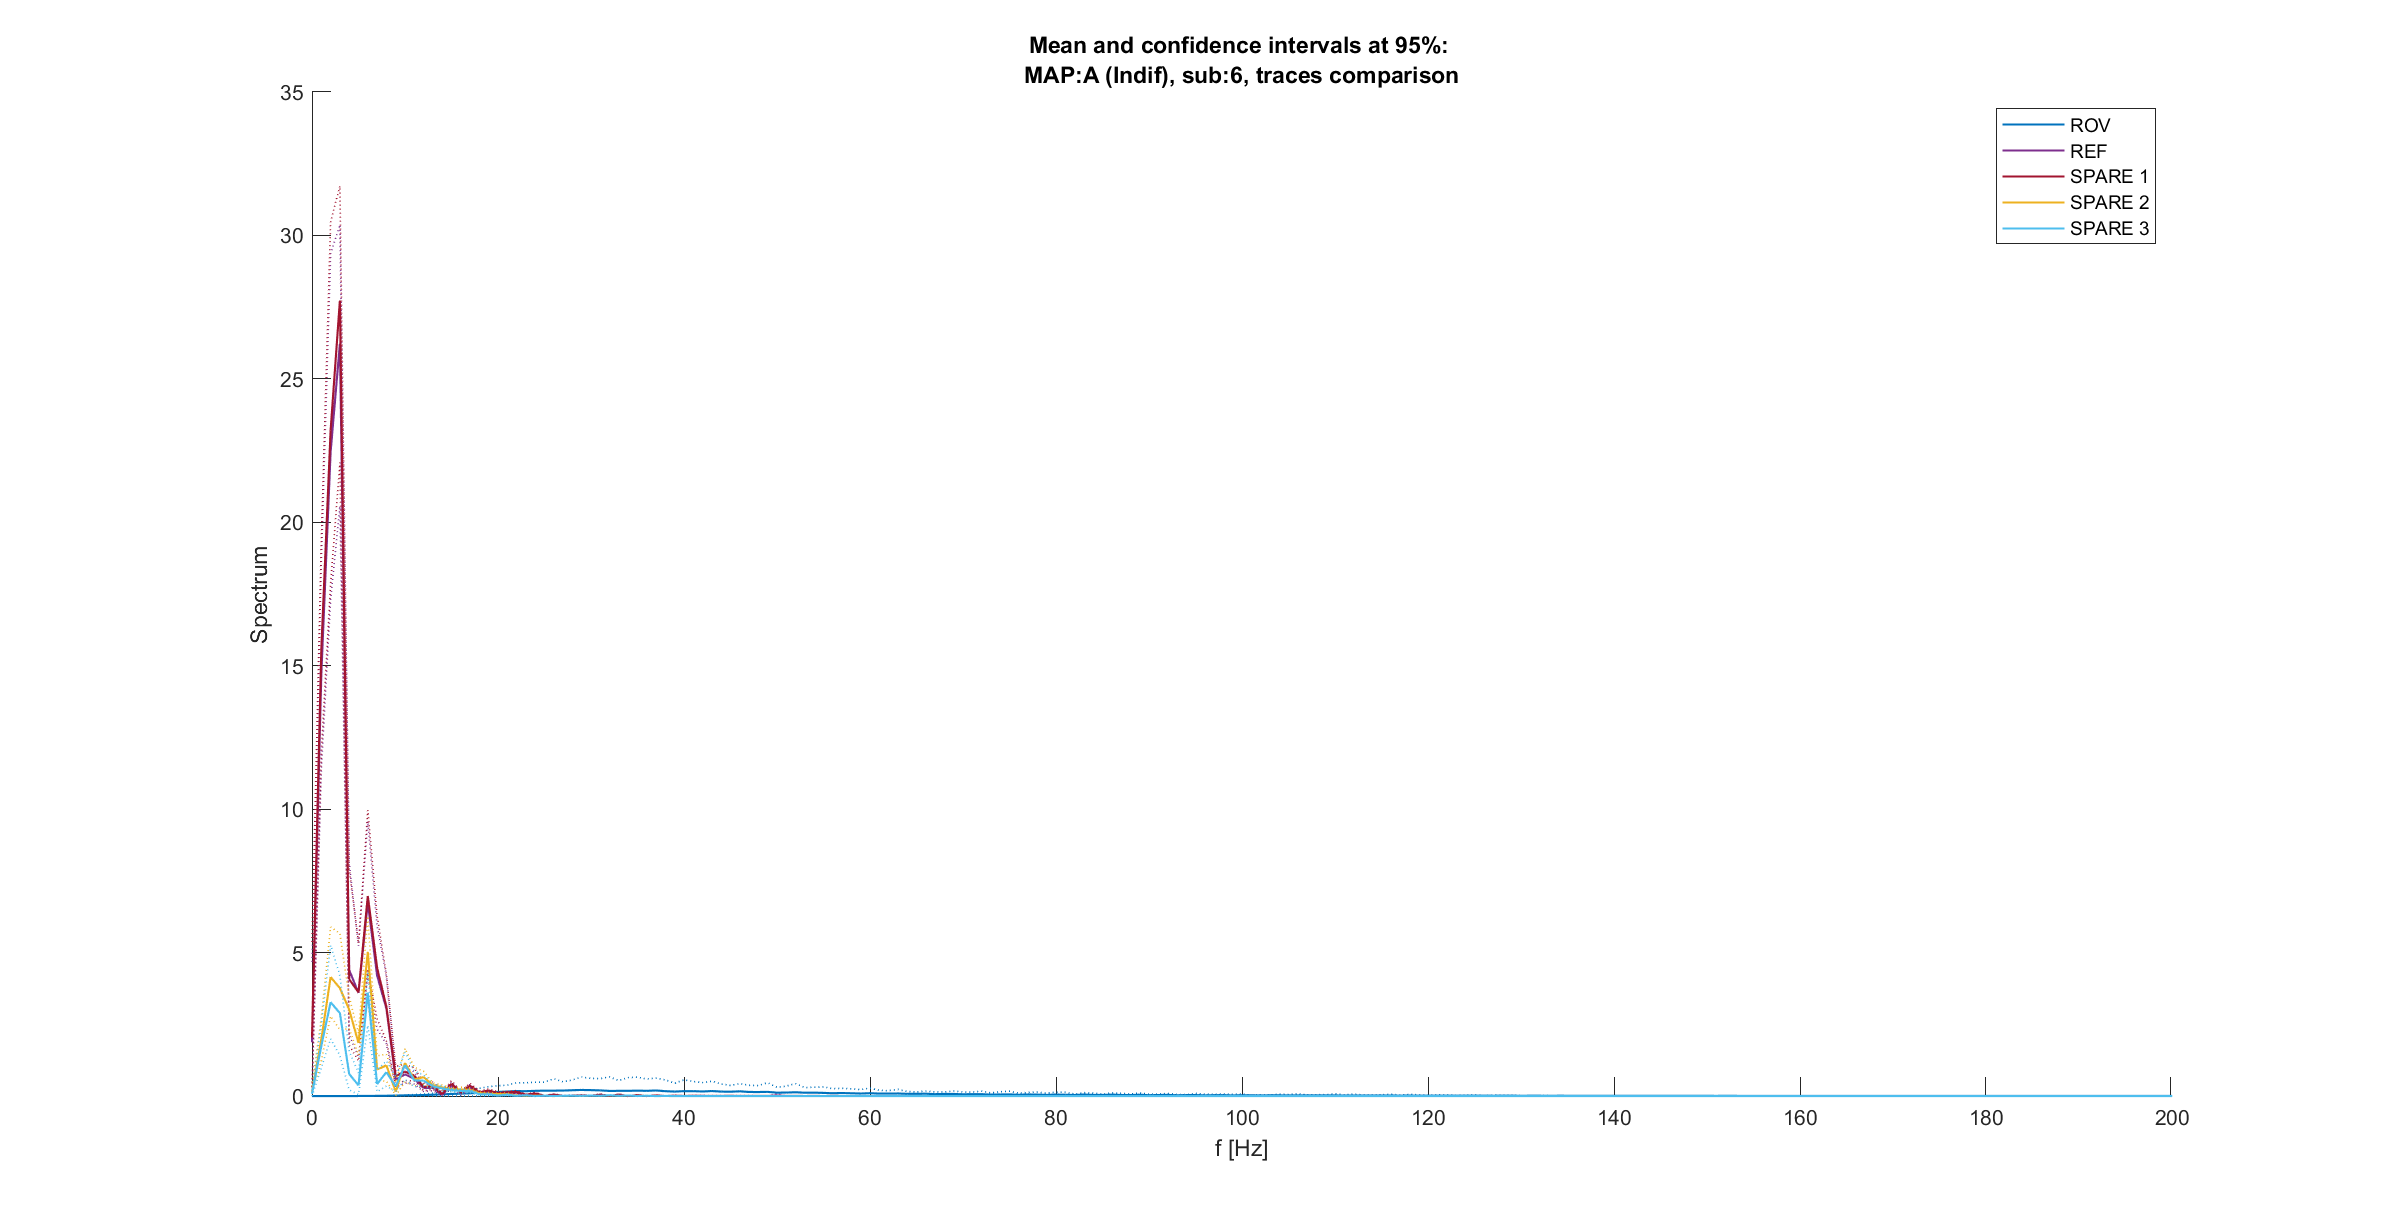 Mean and confidence intervals at 95%:
MAP:A (Indif), sub:6, traces comparison
35
30
25
20
15
10
5
0
Spectrum
ROV
REF
SPARE 1
SPARE 2
SPARE 3
0 20 40 60 80 100 120 140 160 180 200
f [Hz]